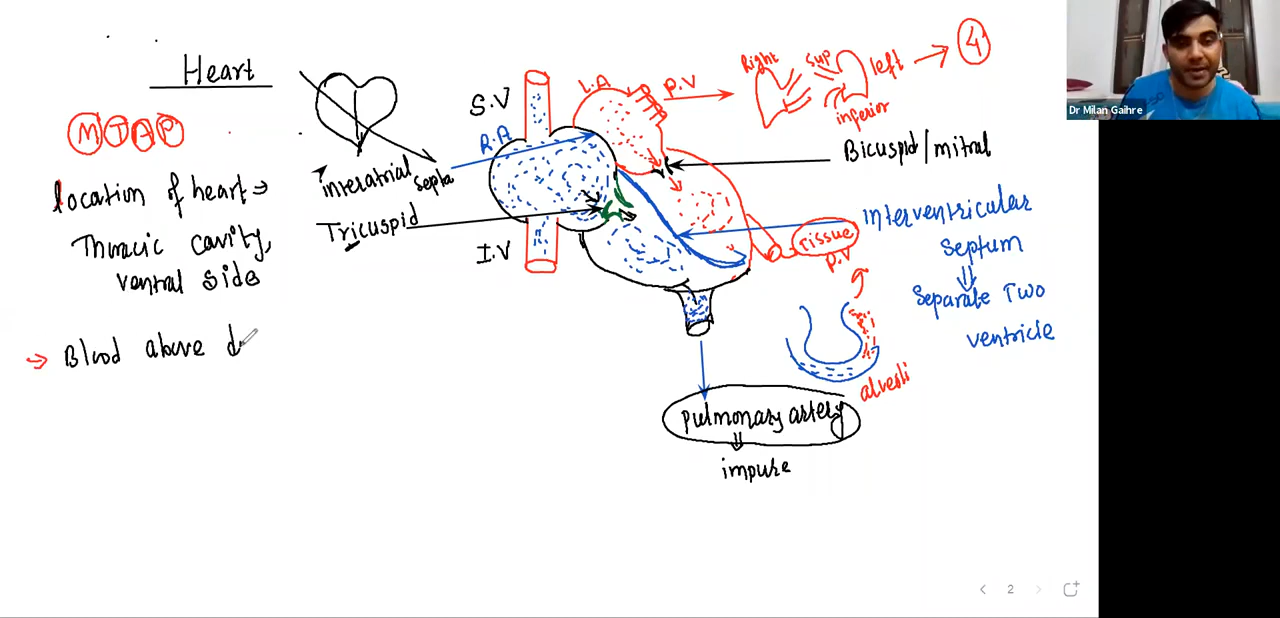 Heart
MTAP
location of heart ⇒
Thoracic cavity,
ventral side
→ Blood above d
interatrial septa
Tricuspid
S.V
R.A
I.V
L.A
P.V
Right
Sup
left → 4
inferior
Bicuspid/mitral
Interventricular
Septum
⇓
Separate Two
ventricle
Tissue
P.V
alveoli
pulmonary artery
⇓
impure
Dr Milan Gaihre
2